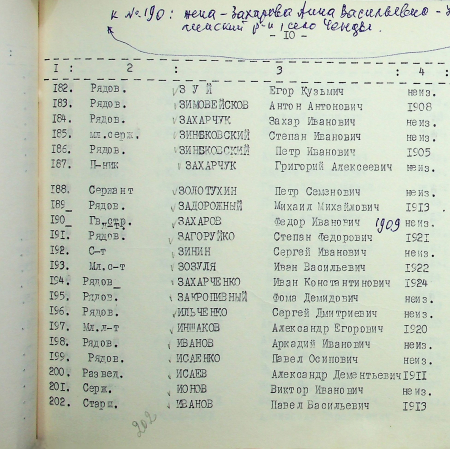 к № 190: жена - Захарова Анна Васильевна -
р-н, село
- 10 -
1 : 2 : 3 : 4 :
182. Рядов. ЗУЙ Егор Кузьмич неиз.
183. Рядов. ЗИМОВЕЙСКОВ Антон Антонович 1908
184. Рядов. ЗАХАРЧУК Захар Иванович неиз.
185. мл.серж. ЗИНЬКОВСКИЙ Степан Иванович неиз.
186. Рядов. ЗИНЬКОВСКИЙ Петр Иванович 1905
187. П-ник ЗАХАРЧУК Григорий Алексеевич неиз.
188. Сержант ЗОЛОТУХИН Петр Семенович неиз.
189_ Рядов. ЗАДОРОЖНЫЙ Михаил Михайлович 1913
190_ Гв.стр. ЗАХАРОВ Федор Иванович 1909 неиз.
191. Рядов. ЗАГОРУЙКО Степан Федорович 1921
192. С-т ЗИНИН Сергей Иванович неиз.
193. Мл.с-т ЗОЗУЛЯ Иван Васильевич 1922
194. Рядов_ ЗАХАРЧЕНКО Иван Константинович 1924
195. Рядов. ЗАКРОПИВНЫЙ Фома Демидович неиз.
196. Рядов. ИЛЬЧЕНКО Сергей Дмитриевич неиз.
197. Мл.л-т ИНШАКОВ Александр Егорович 1920
198. Рядов. ИВАНОВ Аркадий Иванович неиз.
199. Рядов. ИСАЕНКО Павел Осипович неиз.
200. Развед. ИСАЕВ Александр Дементьевич 1911
201. Серж. ИОНОВ Виктор Иванович неиз.
202. Старш. ИВАНОВ Павел Васильевич 1913
202